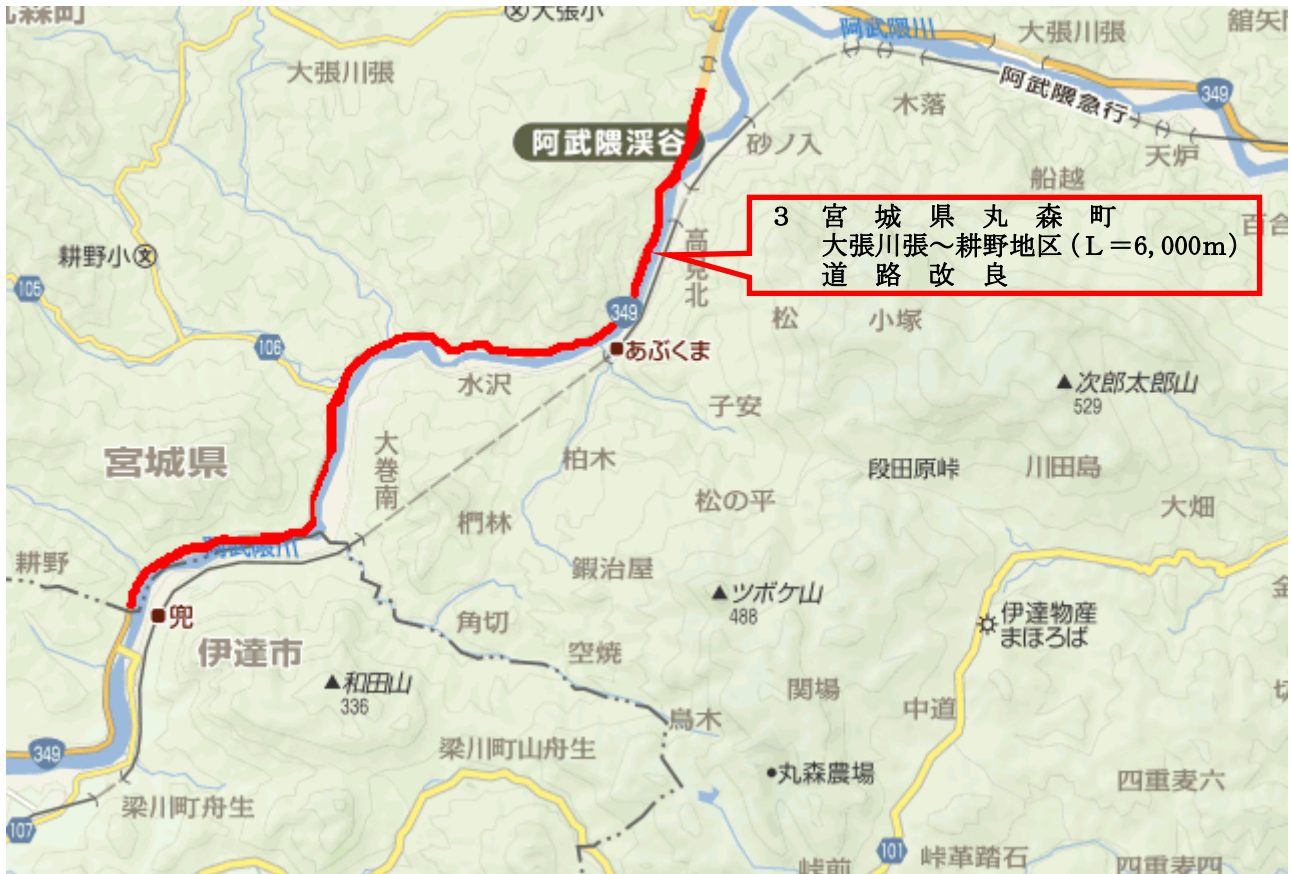 大張小
大張川張
阿武隈川
大張川張
349
阿武隈急行
木落
阿武隈渓谷
砂ノ入
天炉
船越
3 宮城県丸森町
大張川張～耕野地区(L=6,000m)
道路改良
高見北
耕野小
105
106
349
あぶくま
松
小塚
水沢
次郎太郎山
529
子安
大巻南
宮城県
柏木
段田原峠
川田島
松の平
大畑
椚林
阿武隈川
耕野
鍛治屋
ツボケ山
488
兜
角切
伊達物産
まほろば
伊達市
空焼
和田山
336
関場
中道
鳥木
349
梁川町山舟生
丸森農場
四重麦六
梁川町舟生
107
101
峠前
峠革踏石
四重麦四